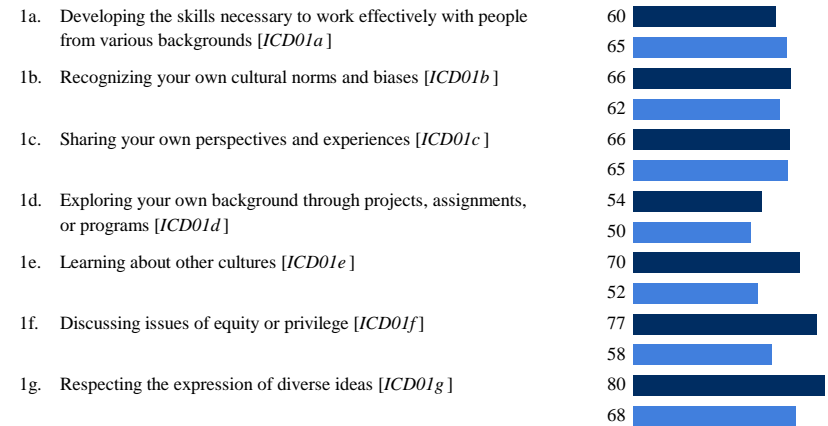 1a. Developing the skills necessary to work effectively with people 60
from various backgrounds [ICD01a] 65
1b. Recognizing your own cultural norms and biases [ICD01b] 66
62
1c. Sharing your own perspectives and experiences [ICD01c] 66
65
1d. Exploring your own background through projects, assignments, 54
or programs [ICD01d] 50
1e. Learning about other cultures [ICD01e] 70
52
1f. Discussing issues of equity or privilege [ICD01f] 77
58
1g. Respecting the expression of diverse ideas [ICD01g] 80
68